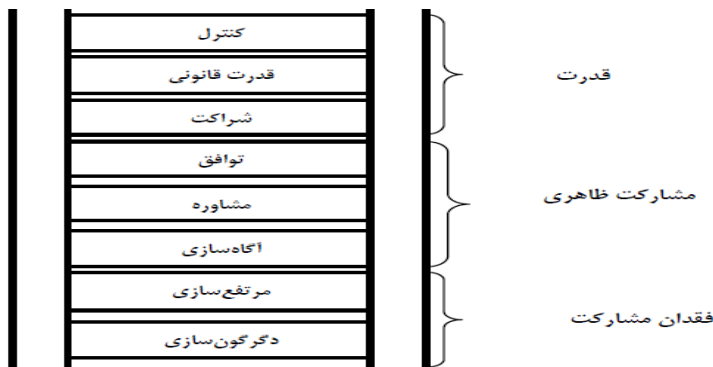 کنترل
قدرت قانونی
شراکت
قدرت
توافق
مشاوره
آگاه‌سازی
مشارکت ظاهری
مرتفع‌سازی
دگرگون‌سازی
فقدان مشارکت